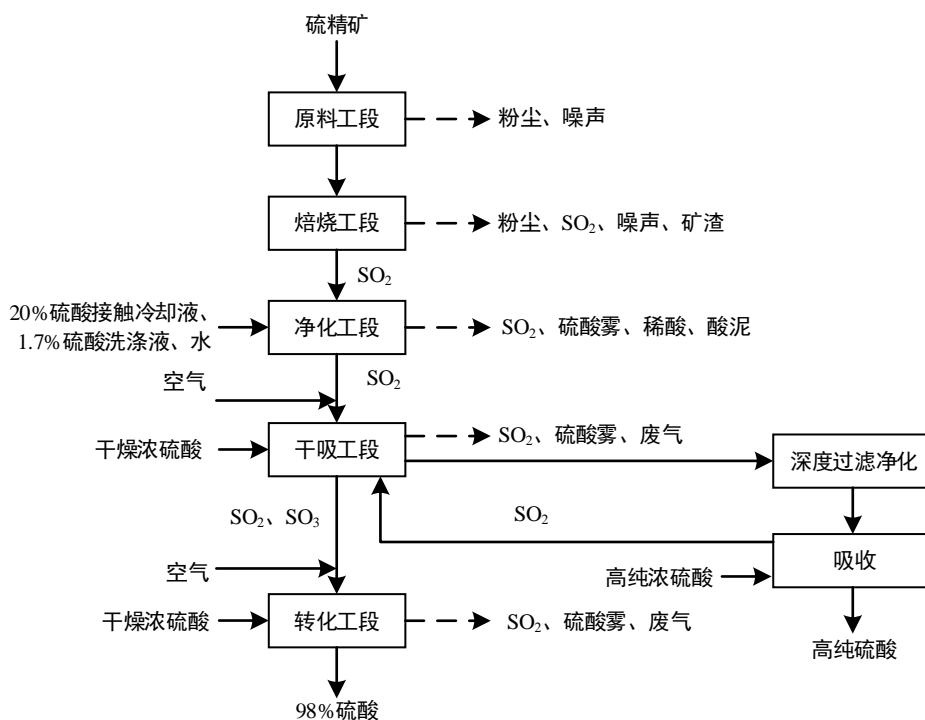 硫精矿
原料工段
粉尘、噪声
焙烧工段
粉尘、SO₂、噪声、矿渣
SO₂
20%硫酸接触冷却液、
1.7%硫酸洗涤液、水
净化工段
SO₂、硫酸雾、稀酸、酸泥
SO₂
空气
干燥浓硫酸
干吸工段
SO₂、硫酸雾、废气
深度过滤净化
SO₂、SO₃
SO₂
空气
高纯浓硫酸
吸收
干燥浓硫酸
转化工段
SO₂、硫酸雾、废气
高纯硫酸
98%硫酸